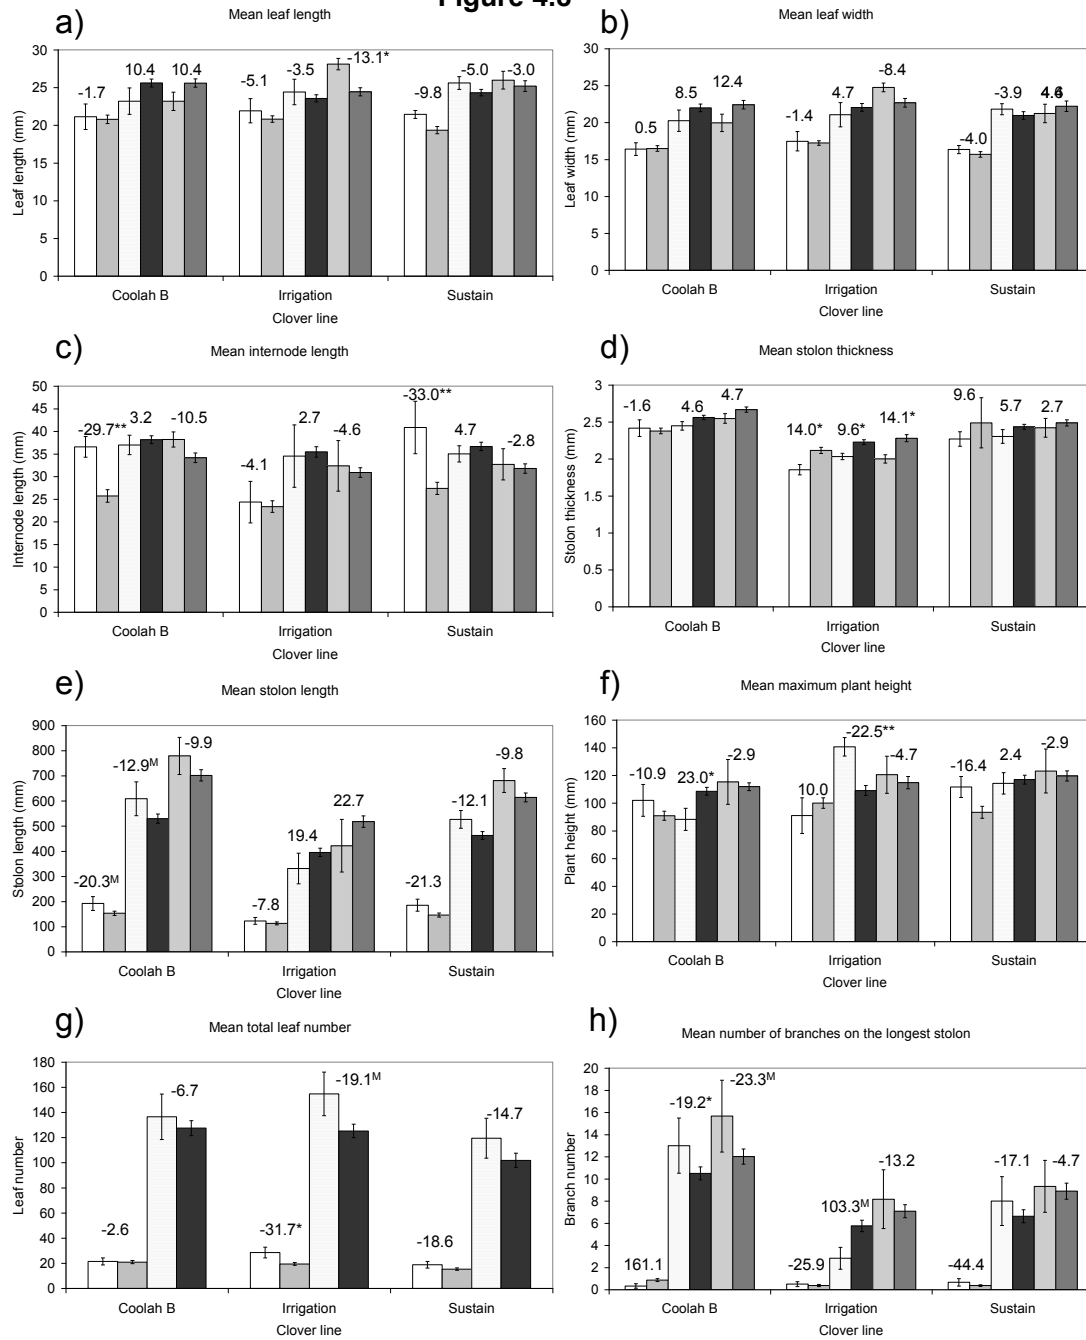 Figure 4.8
a)
Mean leaf length
Leaf length (mm)
30
25
20
15
10
5
0
-1.7
10.4
10.4
-5.1
-3.5
-13.1*
-9.8
-5.0
-3.0
Coolah B
Irrigation
Sustain
Clover line
b)
Mean leaf width
Leaf width (mm)
30
25
20
15
10
5
0
0.5
8.5
12.4
-1.4
4.7
-8.4
-4.0
-3.9
4.6
Coolah B
Irrigation
Sustain
Clover line
c)
Mean internode length
Internode length (mm)
50
45
40
35
30
25
20
15
10
5
0
-29.7**
3.2
-10.5
-4.1
2.7
-4.6
-33.0**
4.7
-2.8
Coolah B
Irrigation
Sustain
Clover line
d)
Mean stolon thickness
Stolon thickness (mm)
3
2.5
2
1.5
1
0.5
0
-1.6
4.6
4.7
14.0*
9.6*
14.1*
9.6
5.7
2.7
Coolah B
Irrigation
Sustain
Clover line
e)
Mean stolon length
Stolon length (mm)
900
800
700
600
500
400
300
200
100
0
-20.3M
-12.9M
-9.9
-7.8
19.4
22.7
-21.3
-12.1
-9.8
Coolah B
Irrigation
Sustain
Clover line
f)
Mean maximum plant height
Plant height (mm)
160
140
120
100
80
60
40
20
0
-10.9
23.0*
-2.9
10.0
-22.5**
-4.7
-16.4
2.4
-2.9
Coolah B
Irrigation
Sustain
Clover line
g)
Mean total leaf number
Leaf number
180
160
140
120
100
80
60
40
20
0
-2.6
-6.7
-31.7*
-19.1M
-18.6
-14.7
Coolah B
Irrigation
Sustain
Clover line
h)
Mean number of branches on the longest stolon
Branch number
20
18
16
14
12
10
8
6
4
2
0
161.1
-19.2*
-23.3M
-25.9
103.3M
-13.2
-44.4
-17.1
-4.7
Coolah B
Irrigation
Sustain
Clover line